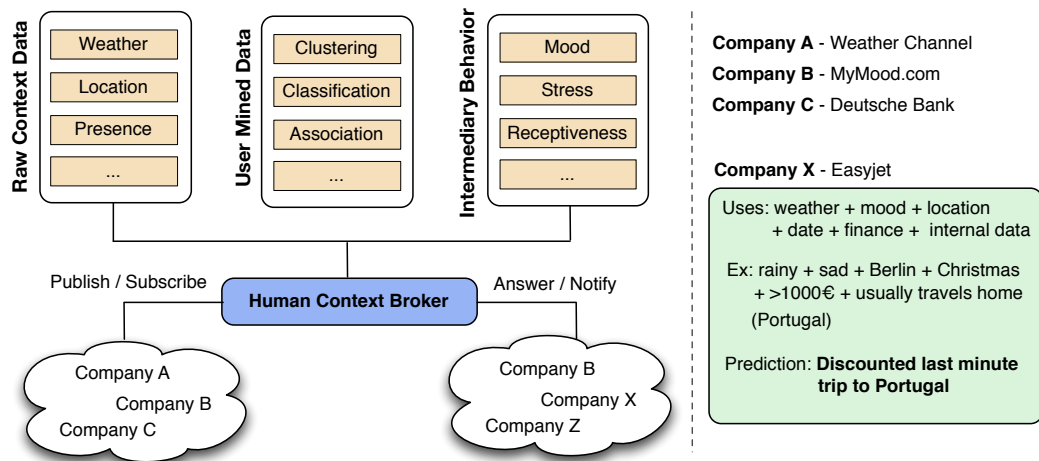 Raw Context Data
Weather
Location
Presence
...
User Mined Data
Clustering
Classification
Association
...
Intermediary Behavior
Mood
Stress
Receptiveness
...
Publish / Subscribe
Human Context Broker
Answer / Notify
Company A
Company B
Company C
Company B
Company X
Company Z
Company A - Weather Channel
Company B - MyMood.com
Company C - Deutsche Bank
Company X - Easyjet
Uses: weather + mood + location
+ date + finance + internal data
Ex: rainy + sad + Berlin + Christmas
+ >1000€ + usually travels home
(Portugal)
Prediction: Discounted last minute
trip to Portugal